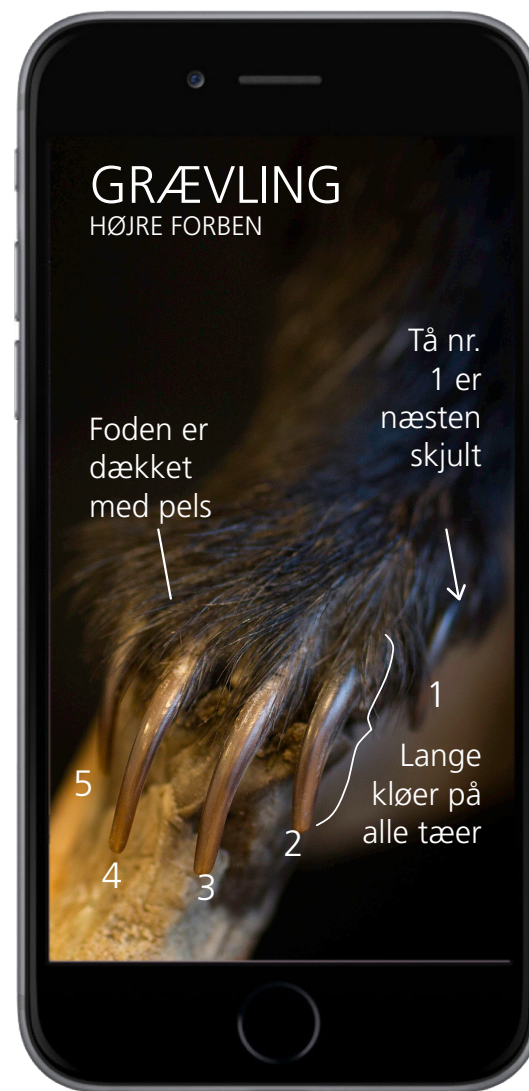 GRÆVLING
HØJRE FORBEN
Tå nr.
1 er
næsten
skjult
Foden er
dækket
med pels
1
Lange
kløer på
alle tæer
5
4
3
2